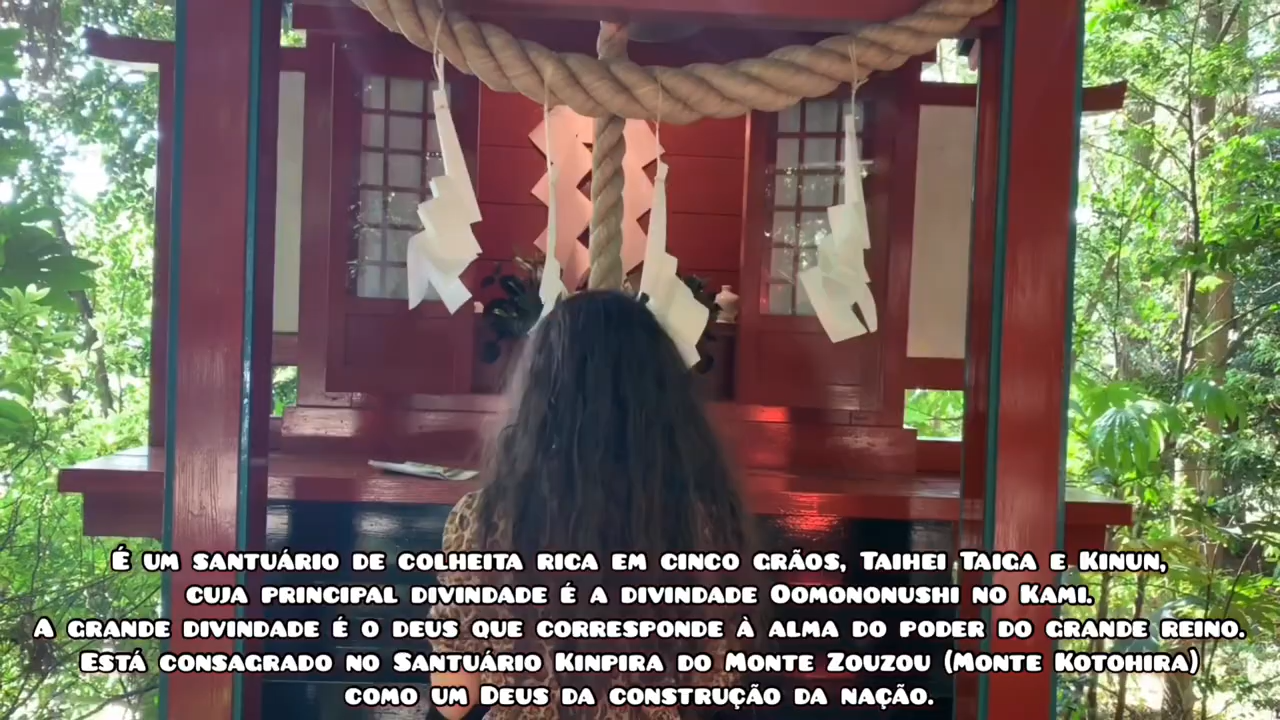 É um santuário de colheita rica em cinco grãos, Taihei Taiga e Kinun,
cuja principal divindade é a divindade Oomononushi no Kami.
A grande divindade é o deus que corresponde à alma do poder do grande reino.
Está consagrado no Santuário Kinpira do Monte Zouzou (Monte Kotohira)
como um Deus da construção da nação.